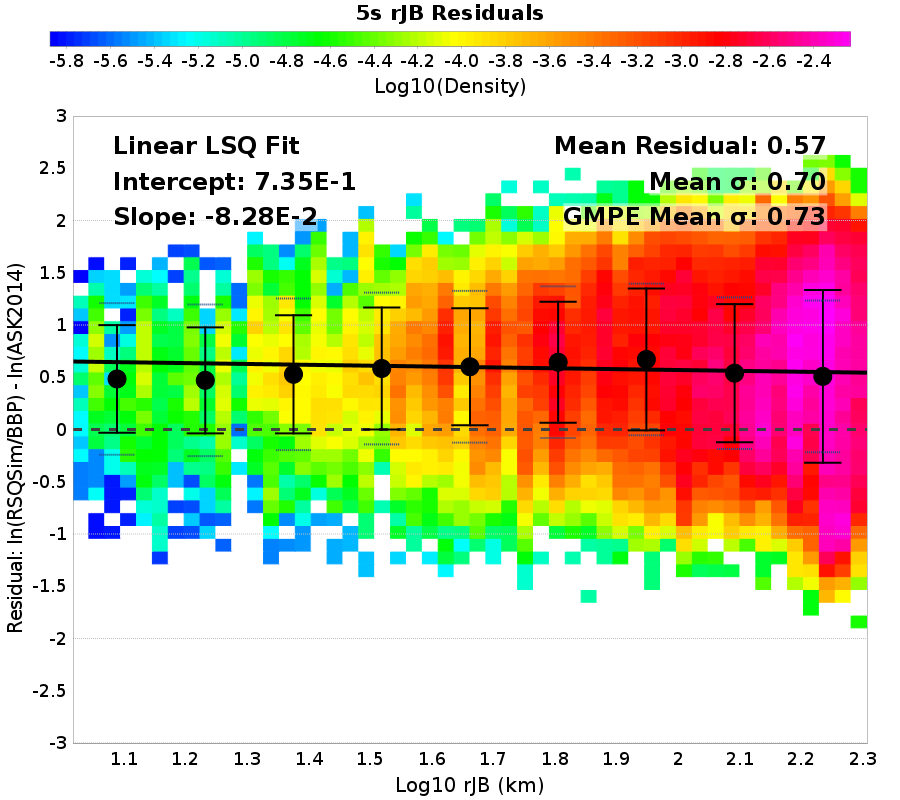 5s rJB Residuals
-5.8 -5.6 -5.4 -5.2 -5.0 -4.8 -4.6 -4.4 -4.2 -4.0 -3.8 -3.6 -3.4 -3.2 -3.0 -2.8 -2.6 -2.4
Log10(Density)
Linear LSQ Fit
Intercept: 7.35E-1
Slope: -8.28E-2
Mean Residual: 0.57
Mean σ: 0.70
GMPE Mean σ: 0.73
Residual: ln(RSQSim/BBP) - ln(ASK2014)
3
2.5
2
1.5
1
0.5
0
-0.5
-1
-1.5
-2
-2.5
-3
1.1 1.2 1.3 1.4 1.5 1.6 1.7 1.8 1.9 2 2.1 2.2 2.3
Log10 rJB (km)